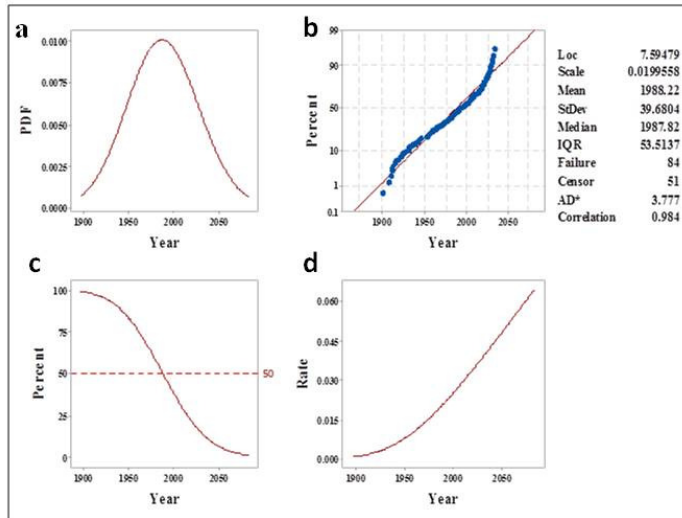 a
0.0100
0.0075
0.0050
0.0025
0.0000
PDF
1900 1950 2000 2050
Year
b
99
90
50
10
1
0.1
Percent
1900 1950 2000 2050
Year
Loc 7.59479
Scale 0.0199558
Mean 1988.22
StDev 39.6804
Median 1987.82
IQR 53.5137
Failure 84
Censor 51
AD* 3.777
Correlation 0.984
c
100
75
50
25
0
Percent
50
1900 1950 2000 2050
Year
d
0.060
0.045
0.030
0.015
0.000
Rate
1900 1950 2000 2050
Year